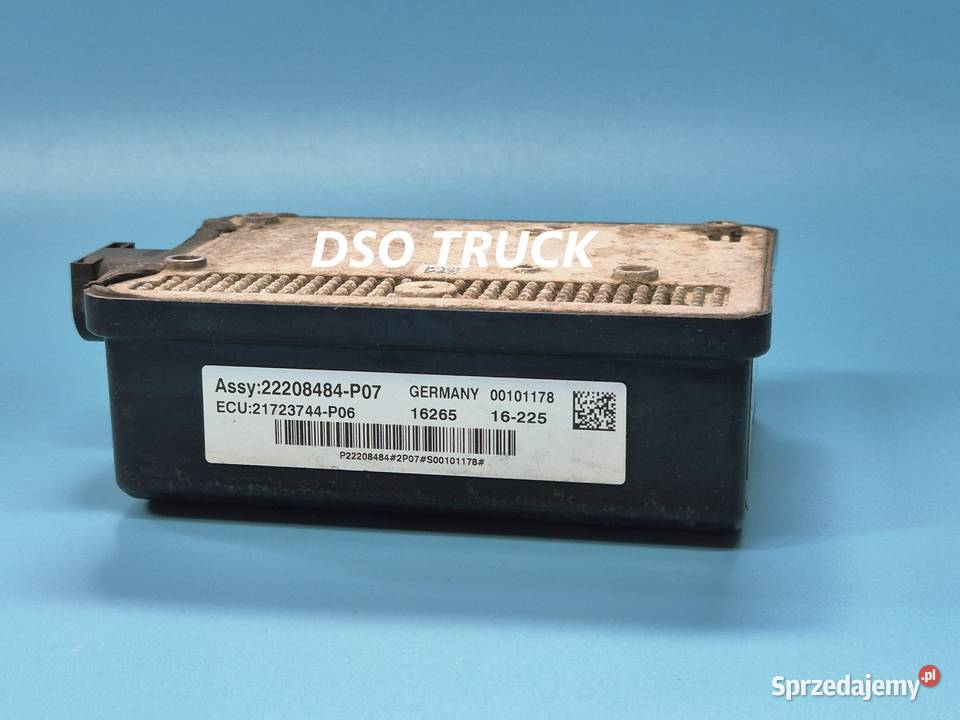 DSO TRUCK
Assy:22208484-P07 GERMANY 00101178
ECU:21723744-P06 16265 16-225
P22208484#2P07#S00101178#
Sprzedajemy.pl